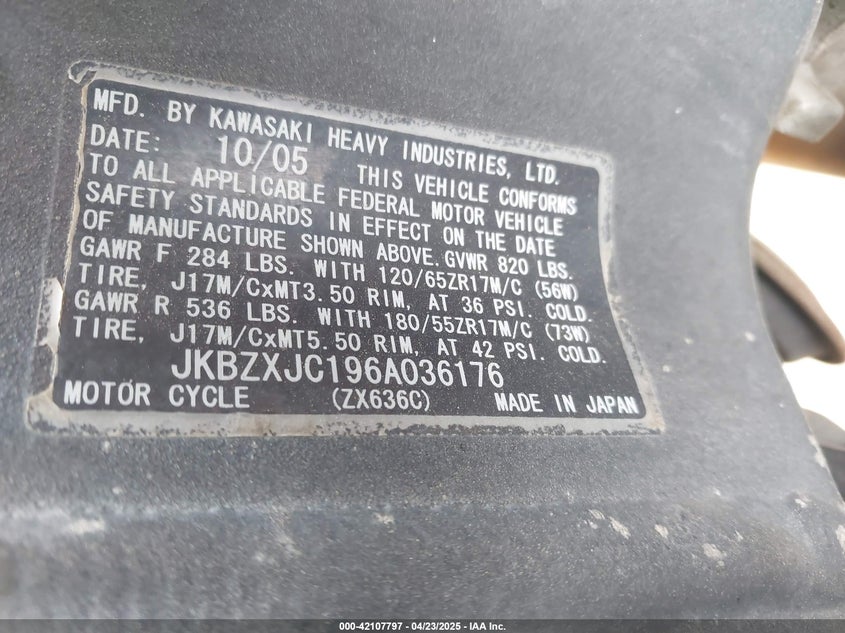 MFD. BY KAWASAKI HEAVY INDUSTRIES, LTD.
DATE: 10/05 THIS VEHICLE CONFORMS
TO ALL APPLICABLE FEDERAL MOTOR VEHICLE
SAFETY STANDARDS IN EFFECT ON THE DATE
OF MANUFACTURE SHOWN ABOVE. GVWR 820 LBS.
GAWR F 284 LBS. WITH 120/65ZR17M/C (56W)
TIRE, J17M/CxMT3.50 RIM, AT 36 PSI. COLD.
GAWR R 536 LBS. WITH 180/55ZR17M/C (73W)
TIRE, J17M/CxMT5.50 RIM, AT 42 PSI. COLD.
JKBZXJC196A036176
MOTOR CYCLE (ZX636C) MADE IN JAPAN
000-42107797 - 04/23/2025 - IAA Inc.